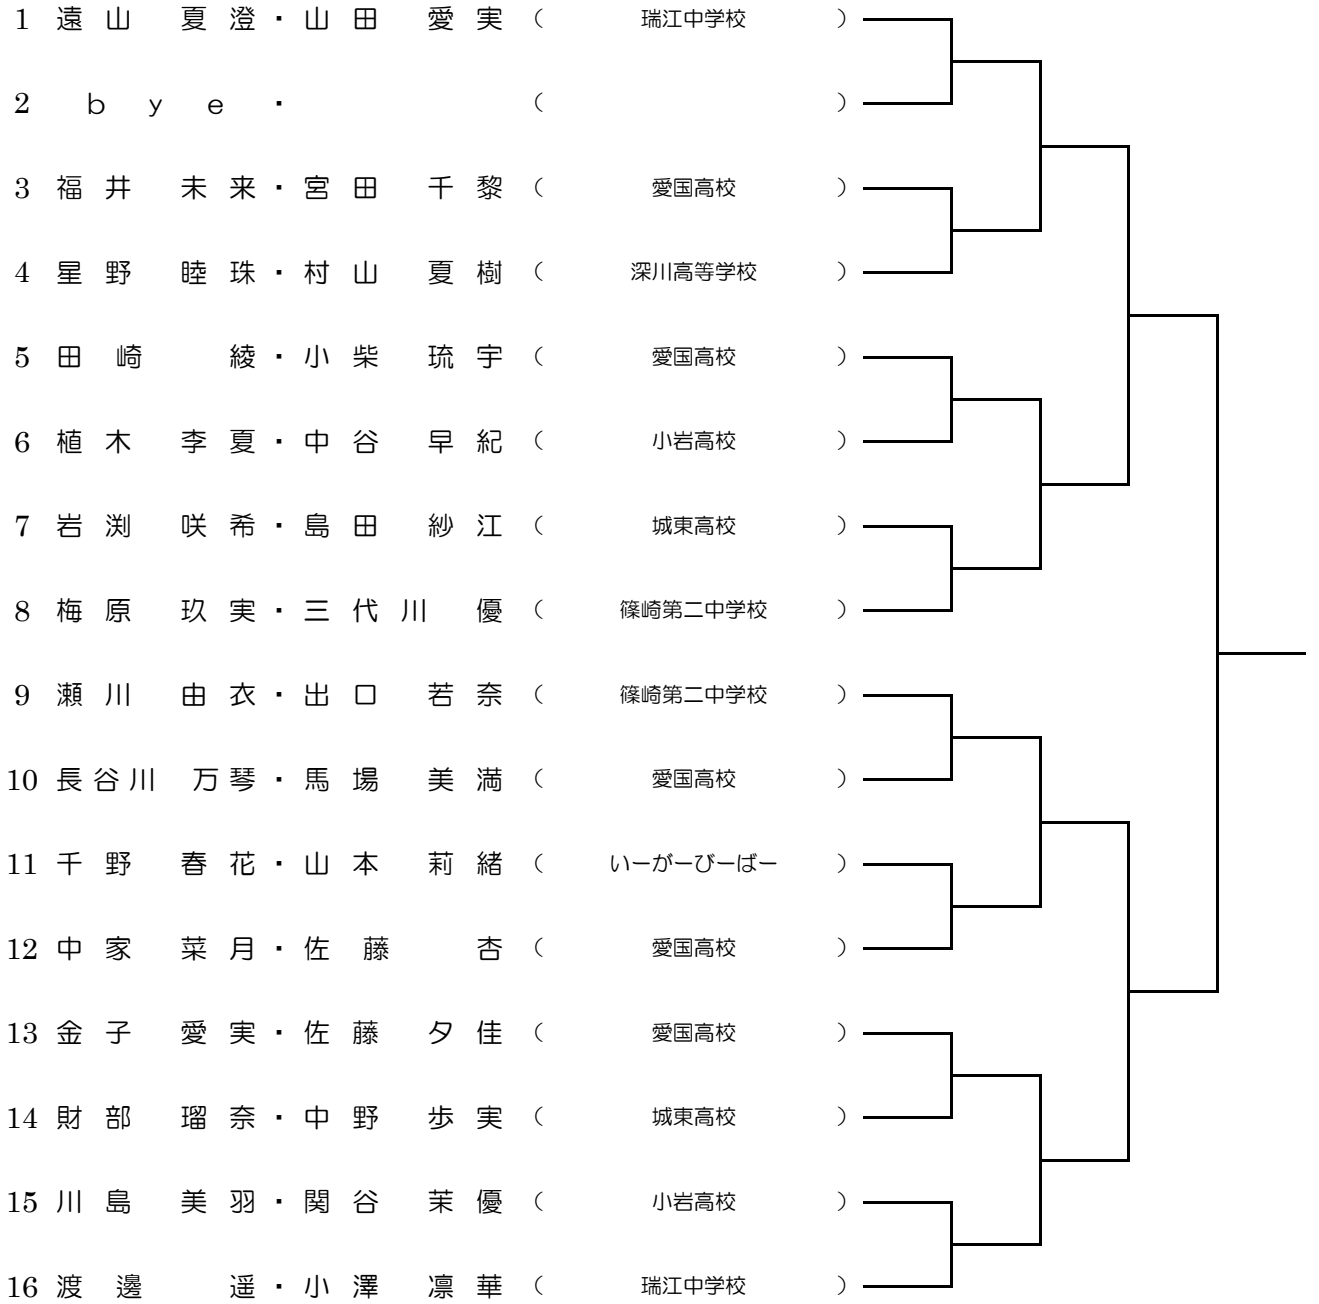 1 遠山 夏澄・山田 愛実 ( 瑞江中学校 )
2 bye ・ ( )
3 福井 未来・宮田 千黎 ( 愛国高校 )
4 星野 睦珠・村山 夏樹 ( 深川高等学校 )
5 田崎 綾・小柴 琉宇 ( 愛国高校 )
6 植木 李夏・中谷 早紀 ( 小岩高校 )
7 岩渕 咲希・島田 紗江 ( 城東高校 )
8 梅原 玖実・三代川 優 ( 篠崎第二中学校 )
9 瀬川 由衣・出口 若奈 ( 篠崎第二中学校 )
10 長谷川 万琴・馬場 美満 ( 愛国高校 )
11 千野 春花・山本 莉緒 ( いーがーびーばー )
12 中家 菜月・佐藤 杏 ( 愛国高校 )
13 金子 愛実・佐藤 夕佳 ( 愛国高校 )
14 財部 瑠奈・中野 歩実 ( 城東高校 )
15 川島 美羽・関谷 茉優 ( 小岩高校 )
16 渡邊 遥・小澤 凛華 ( 瑞江中学校 )